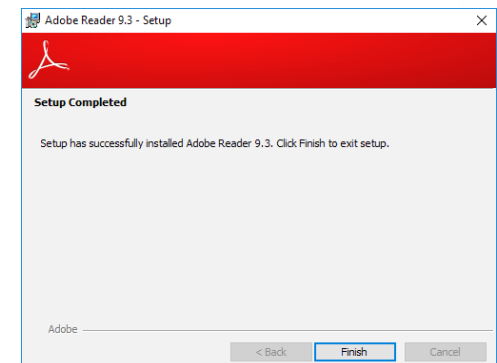 Adobe Reader 9.3 - Setup
Setup Completed
Setup has successfully installed Adobe Reader 9.3. Click Finish to exit setup.
Adobe
< Back Finish Cancel